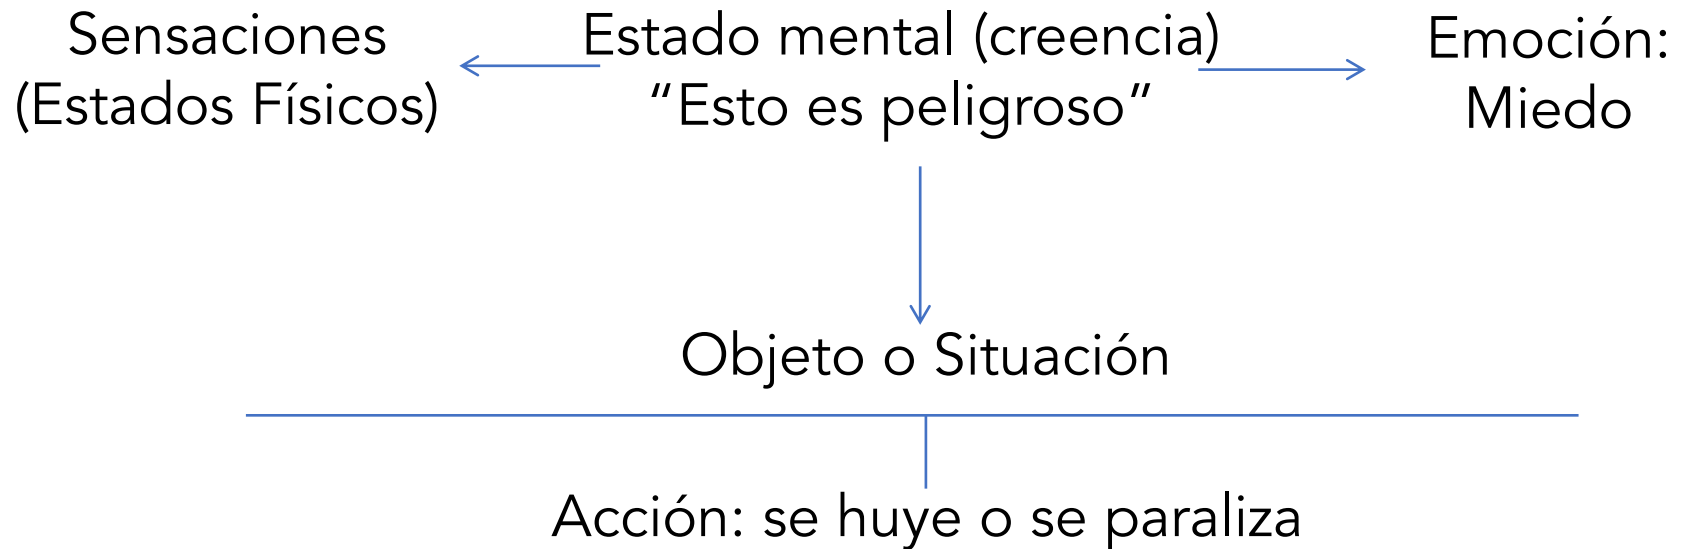 Sensaciones
(Estados Físicos)
Estado mental (creencia)
“Esto es peligroso”
Emoción:
Miedo
Objeto o Situación
Acción: se huye o se paraliza